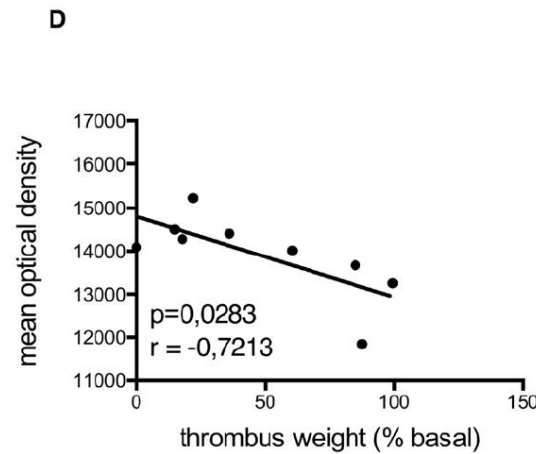 D
mean optical density
17000
16000
15000
14000
13000
12000
11000
p=0,0283
r = -0,7213
0
50
100
150
thrombus weight (% basal)